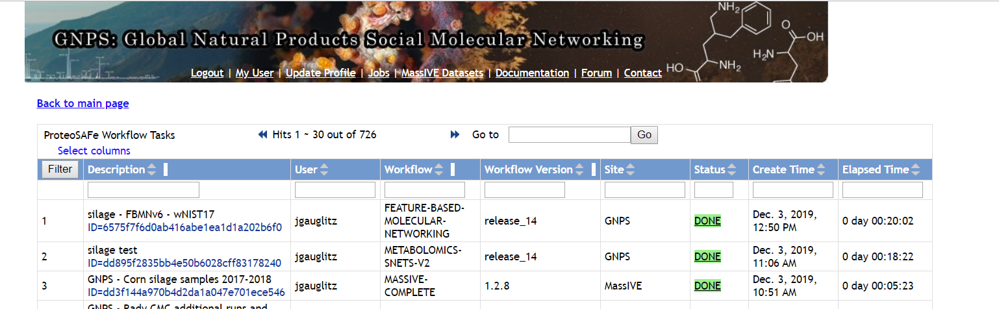 GNPS: Global Natural Products Social Molecular Networking
NH₂
O
OH
H₂N
HO
NH₂
Logout | My User | Update Profile | Jobs | MassIVE Datasets | Documentation | Forum | Contact
Back to main page
ProteoSAFe Workflow Tasks Hits 1 ~ 30 out of 726 Go to Go
Select columns
Filter Description User Workflow Workflow Version Site Status Create Time Elapsed Time
1 silage - FBMNv6 - wNIST17 ID=6575f7f6d0ab416abe1ea1d1a202b6f0 jgauglitz FEATURE-BASED-MOLECULAR-NETWORKING release_14 GNPS DONE Dec. 3, 2019, 12:50 PM 0 day 00:20:02
2 silage test ID=dd895f2835bb4e50b6028cff83178240 jgauglitz METABOLOMICS-SNETS-V2 release_14 GNPS DONE Dec. 3, 2019, 11:06 AM 0 day 00:18:22
3 GNPS - Corn silage samples 2017-2018 ID=dd3f144a970b4d2da1a047e701ece546 jgauglitz MASSIVE-COMPLETE 1.2.8 MassIVE DONE Dec. 3, 2019, 10:51 AM 0 day 00:05:23
GNPS - CMC additional runs and